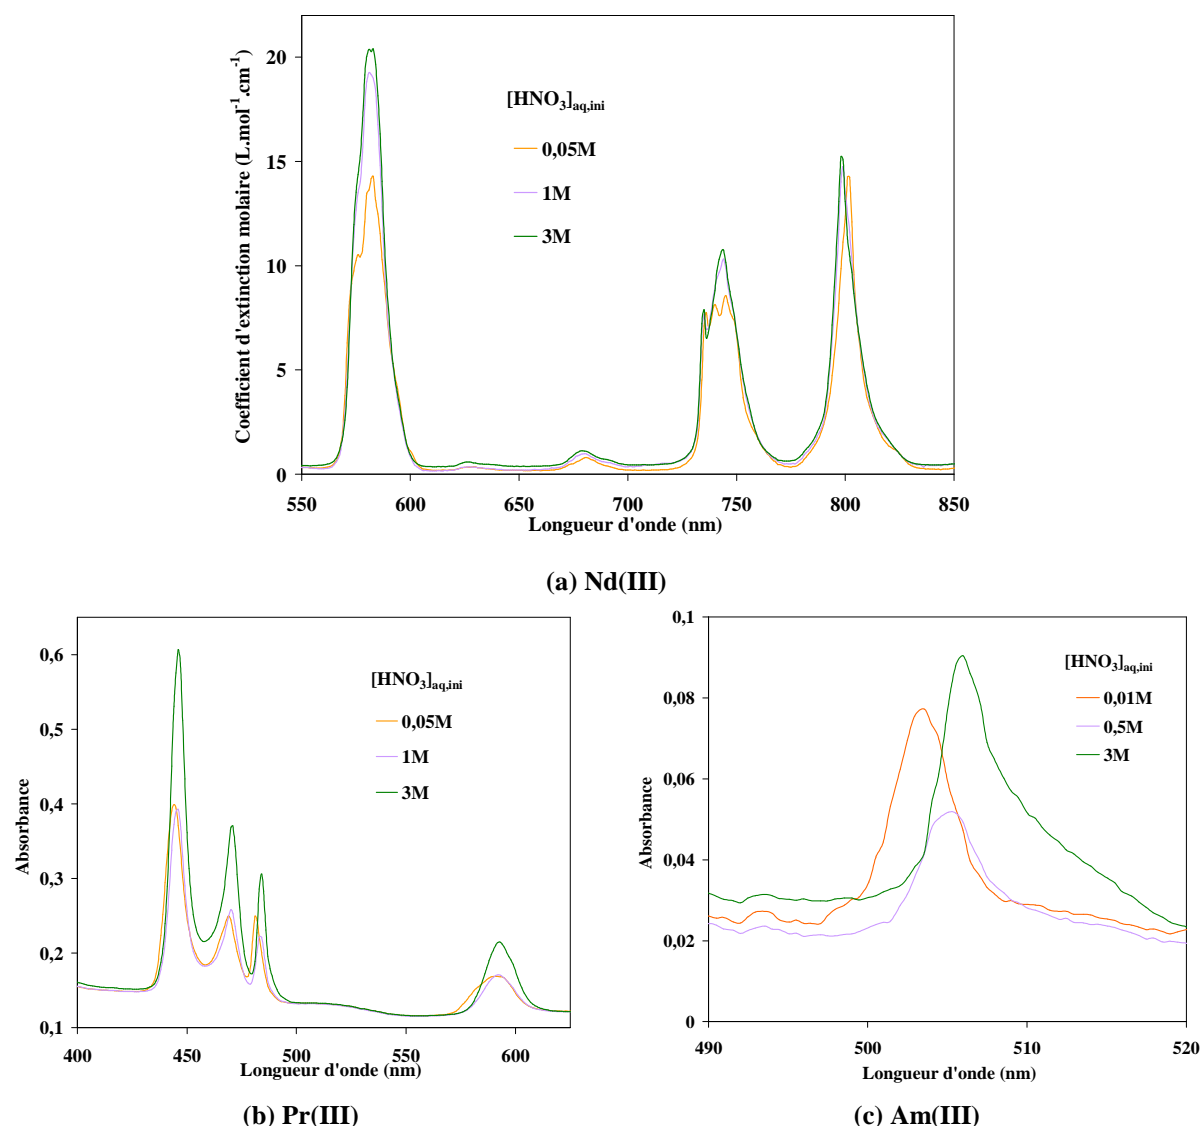 Coefficient d'extinction molaire (L.mol⁻¹.cm⁻¹)
20
15
10
5
0
[HNO₃]aq,ini
0,05M
1M
3M
550 600 650 700 750 800 850
Longueur d'onde (nm)
(a) Nd(III)
Absorbance
0,6
0,5
0,4
0,3
0,2
0,1
[HNO₃]aq,ini
0,05M
1M
3M
400 450 500 550 600
Longueur d'onde (nm)
(b) Pr(III)
Absorbance
0,1
0,08
0,06
0,04
0,02
0
[HNO₃]aq,ini
0,01M
0,5M
3M
490 500 510 520
Longueur d'onde (nm)
(c) Am(III)